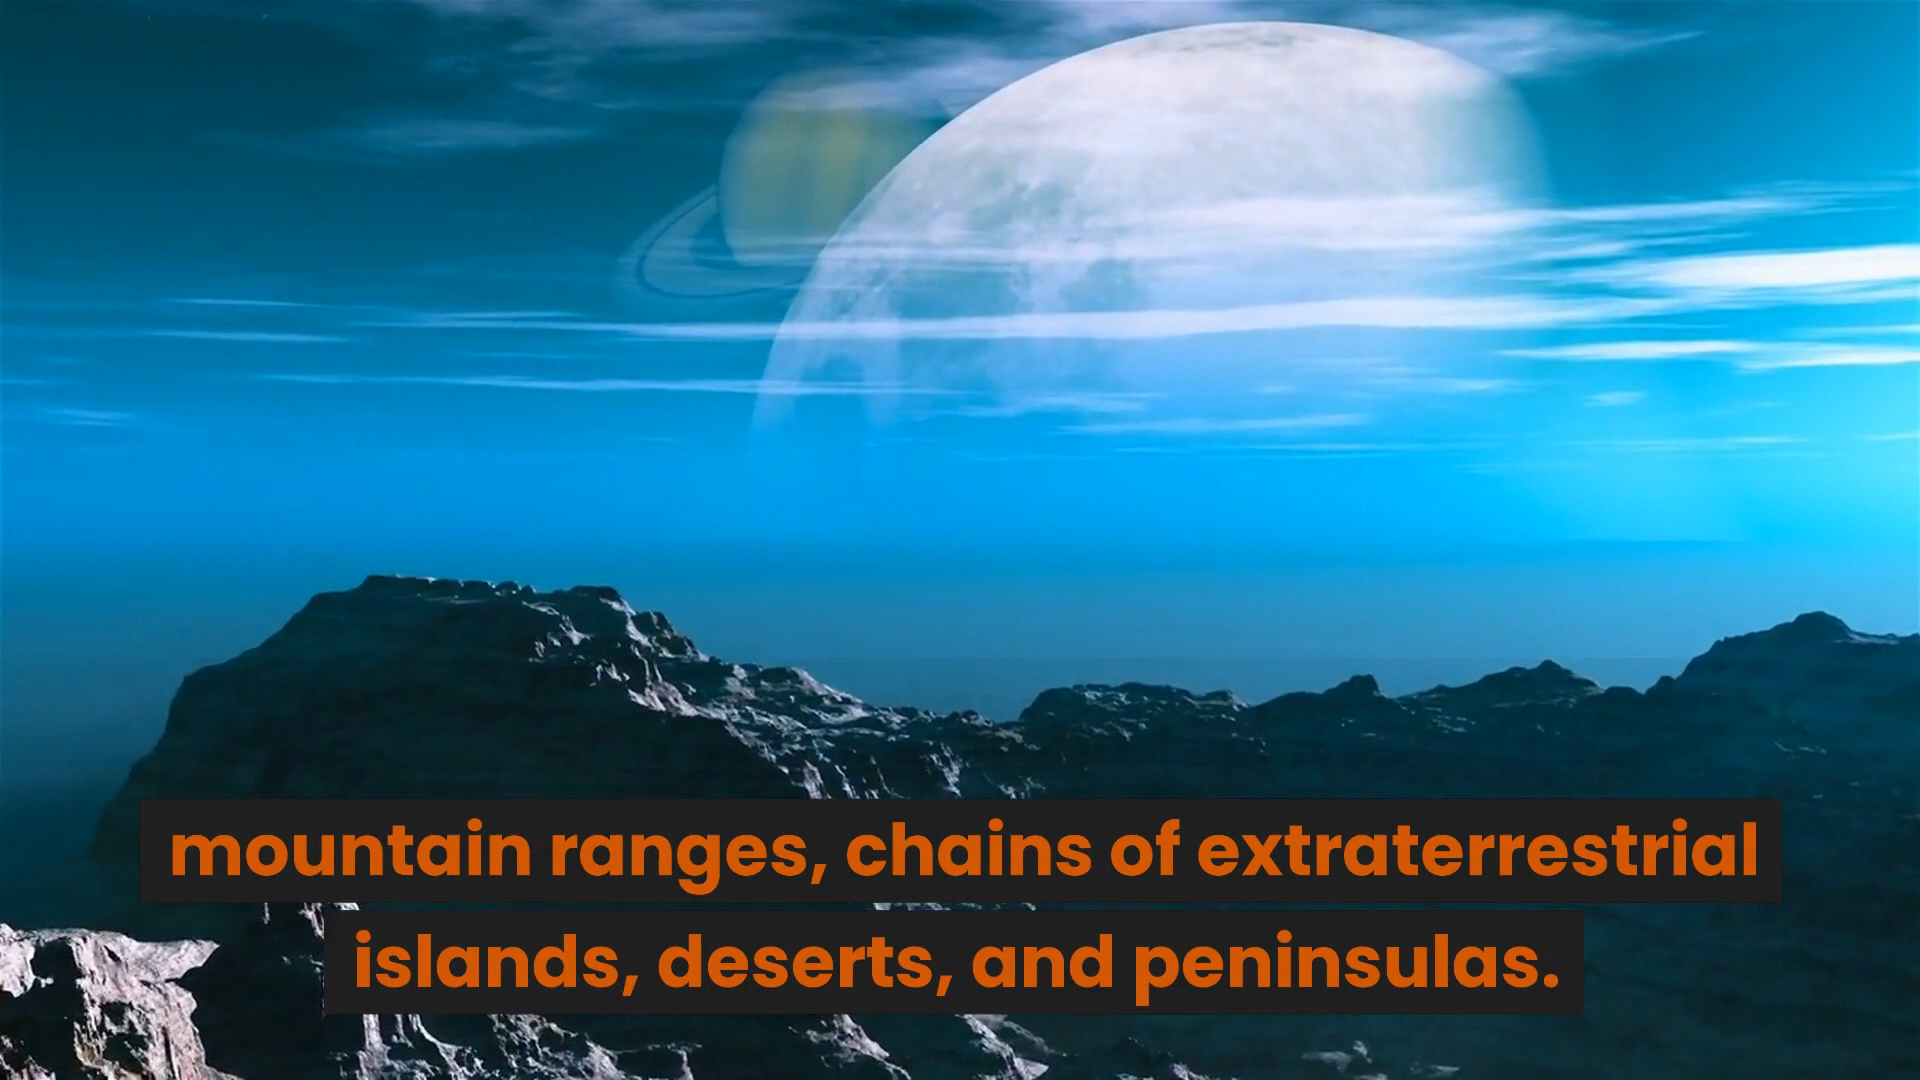 mountain ranges, chains of extraterrestrial
islands, deserts, and peninsulas.